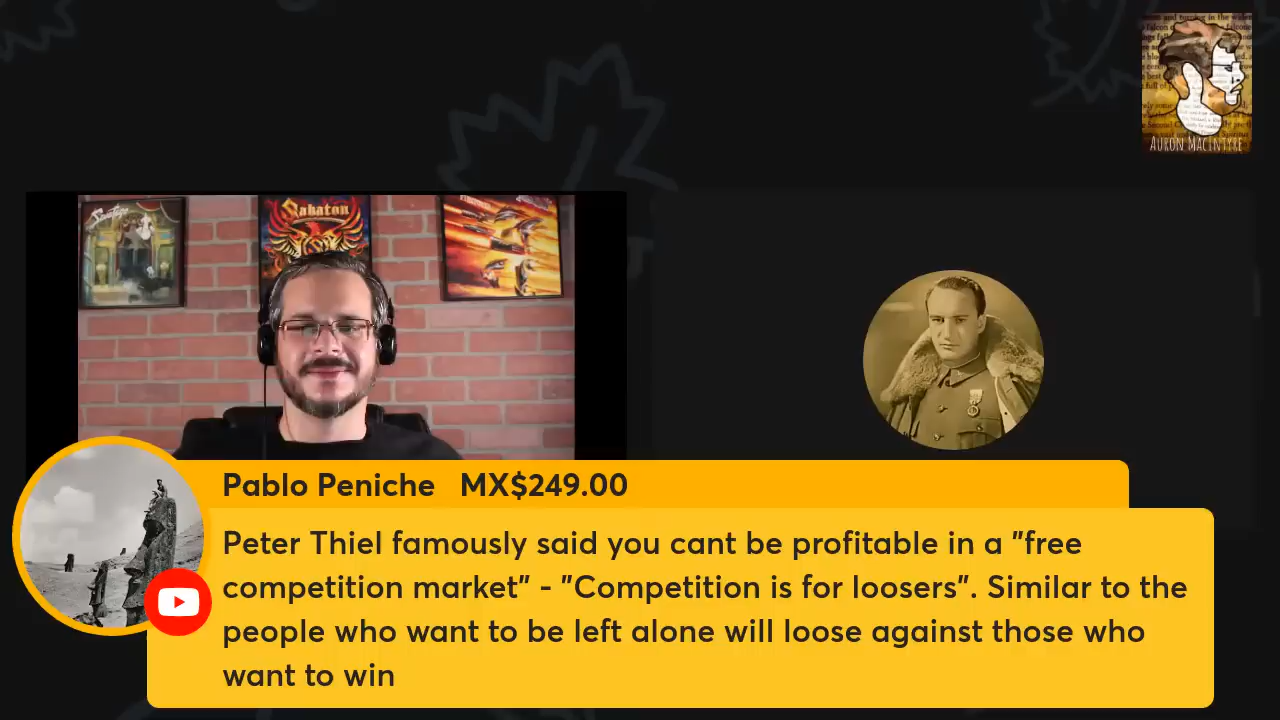 AURON MACINTYRE
Savatage
Sabaton
Pablo Peniche MX$249.00
Peter Thiel famously said you cant be profitable in a "free
competition market" - "Competition is for loosers". Similar to the
people who want to be left alone will loose against those who
want to win